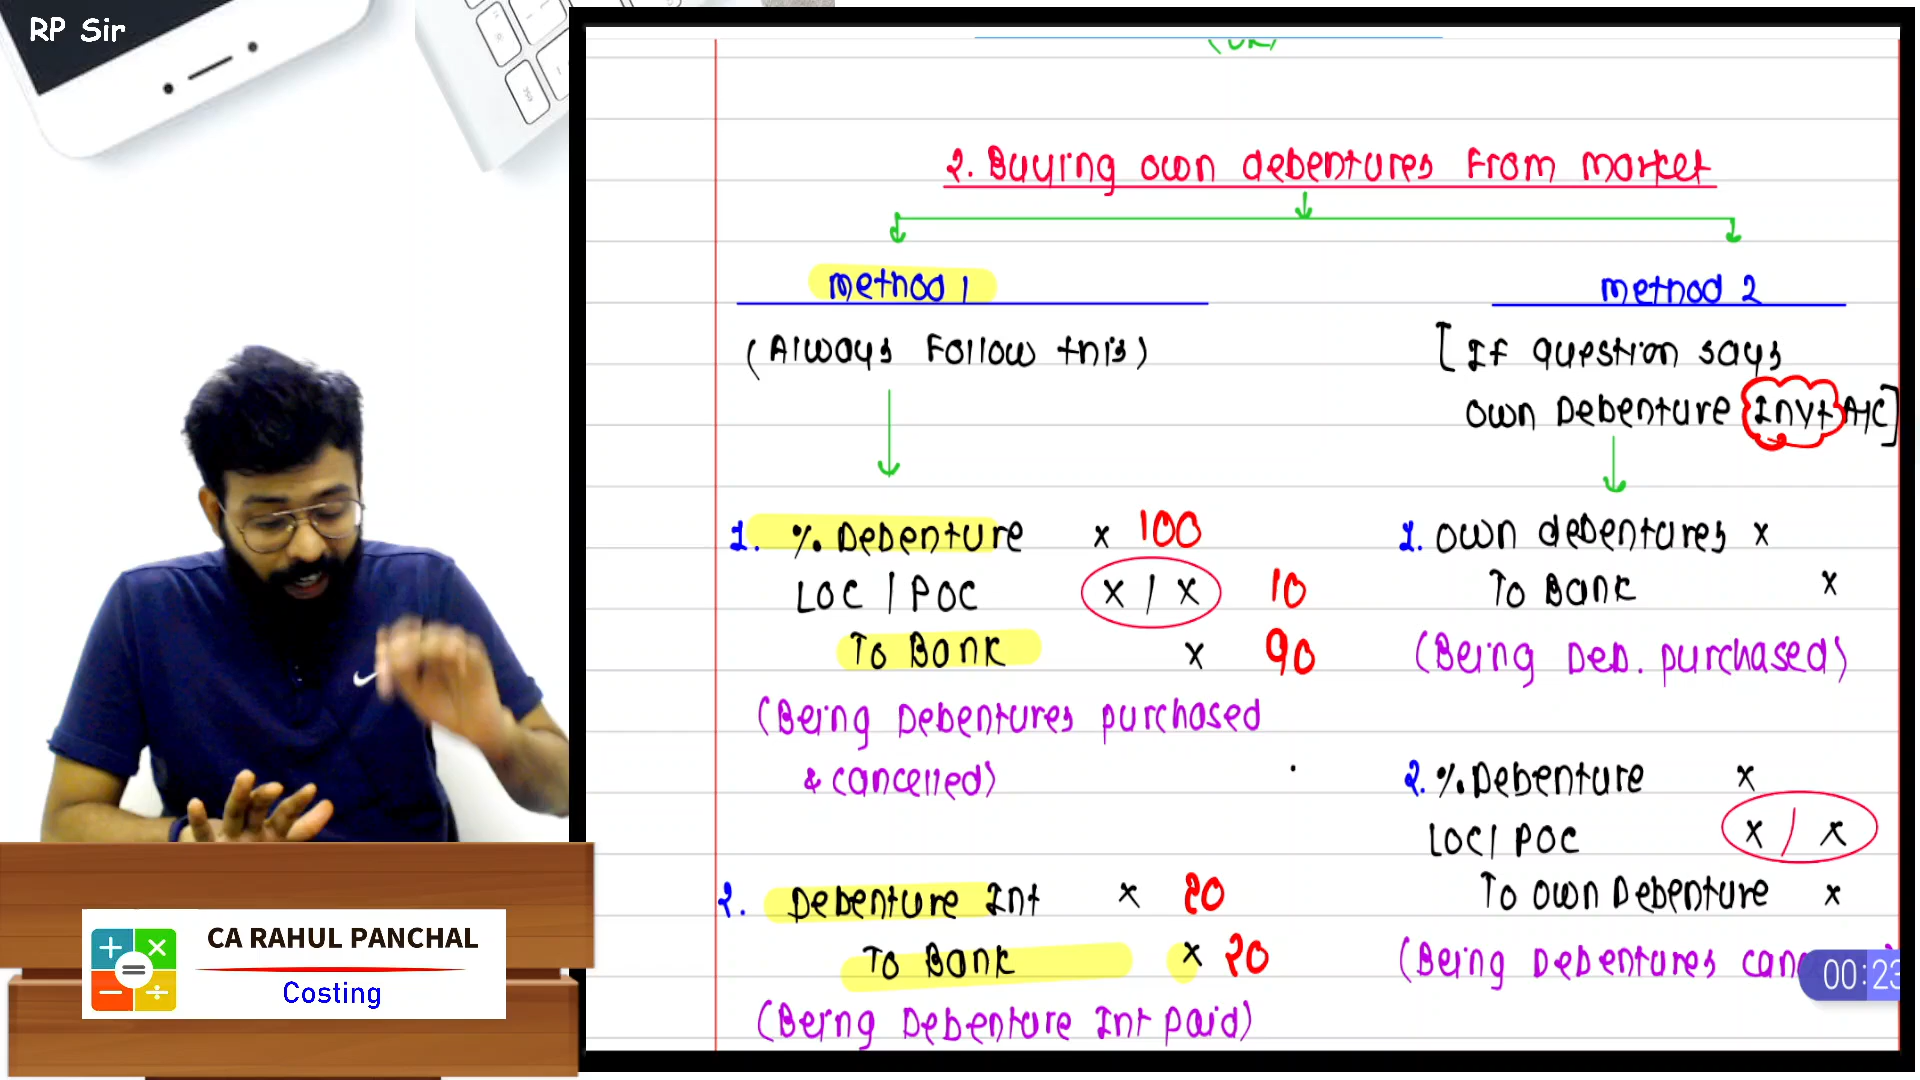 RP Sir
2. Buying own debentures from market
method 1
(Always follow this)
1. % Debenture x 100
LOC / POC x / x 10
To Bank x 90
(Being Debentures purchased
& cancelled)
2. Debenture Int x 20
To Bank x 20
(Being Debenture Int paid)
method 2
[If question says
own Debenture Invt A/C]
1. own debentures x
To Bank x
(Being Deb. purchased)
2. % Debenture x
LOC / POC x / x
To own Debenture x
(Being Debentures
00:23
CA RAHUL PANCHAL
Costing